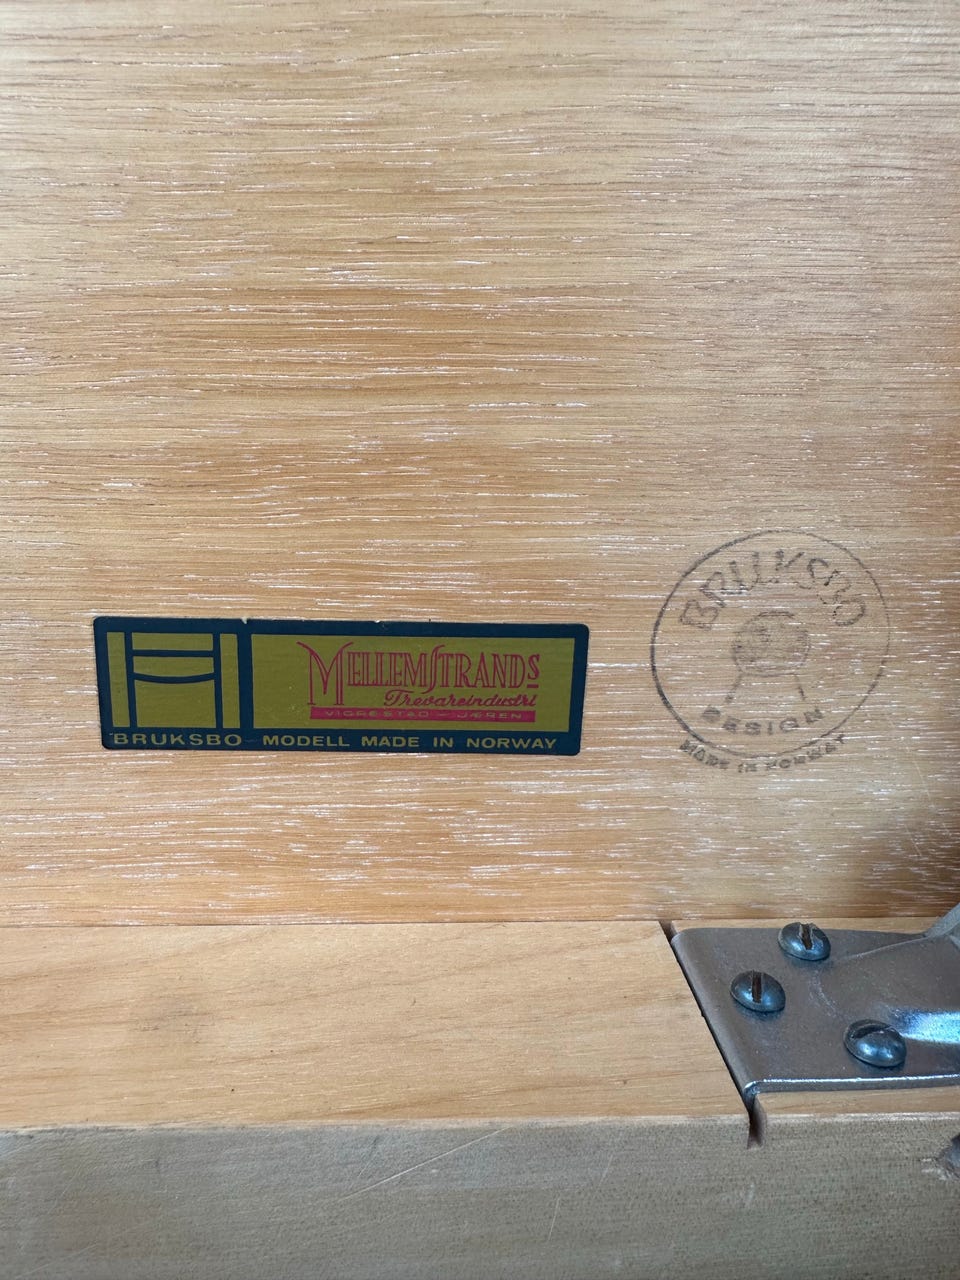 MELLEMSTRANDS
Trevareindustri
VIGRESTAD – JÆREN
BRUKSBO MODELL MADE IN NORWAY
BRUKSBO
DESIGN
MADE IN NORWAY